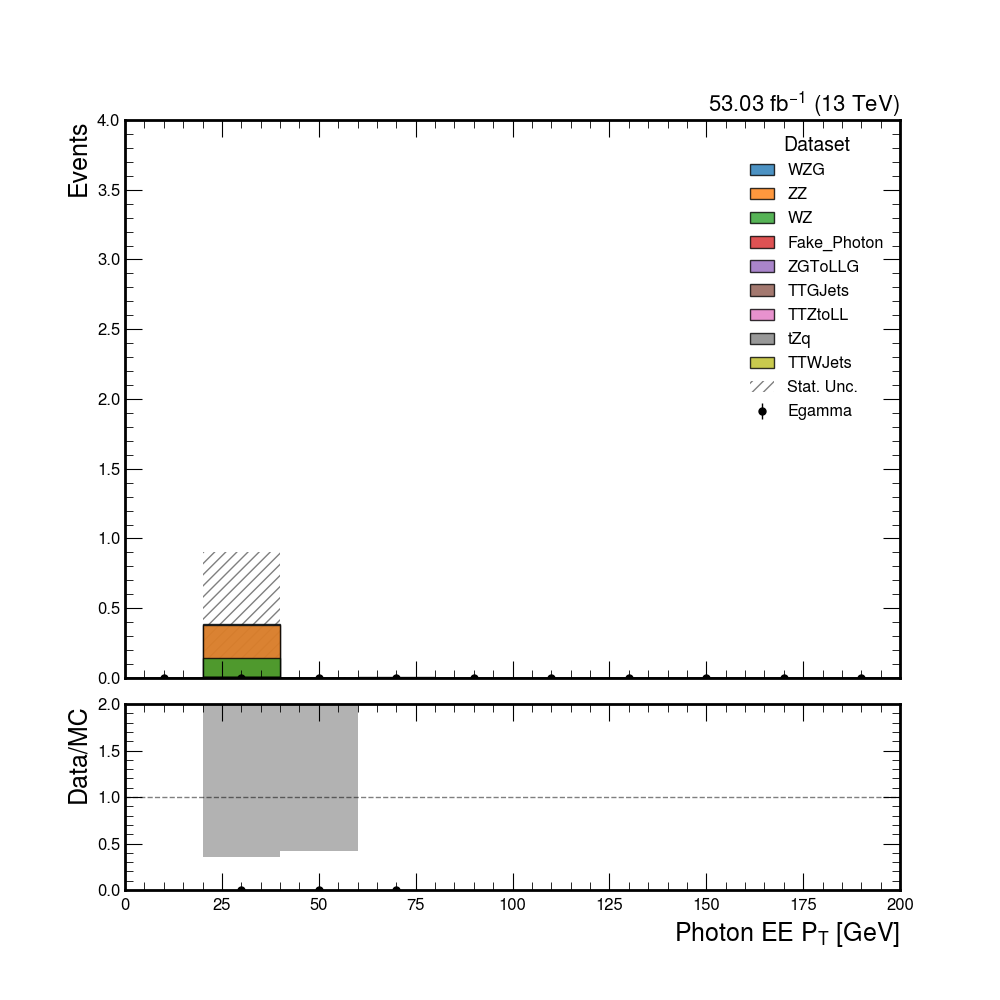 53.03 fb⁻¹ (13 TeV)
Events
4.0
3.5
3.0
2.5
2.0
1.5
1.0
0.5
0.0
Dataset
WZG
ZZ
WZ
Fake_Photon
ZGToLLG
TTGJets
TTZtoLL
tZq
TTWJets
Stat. Unc.
Egamma
Data/MC
2.0
1.5
1.0
0.5
0.0
0 25 50 75 100 125 150 175 200
Photon EE P_T [GeV]